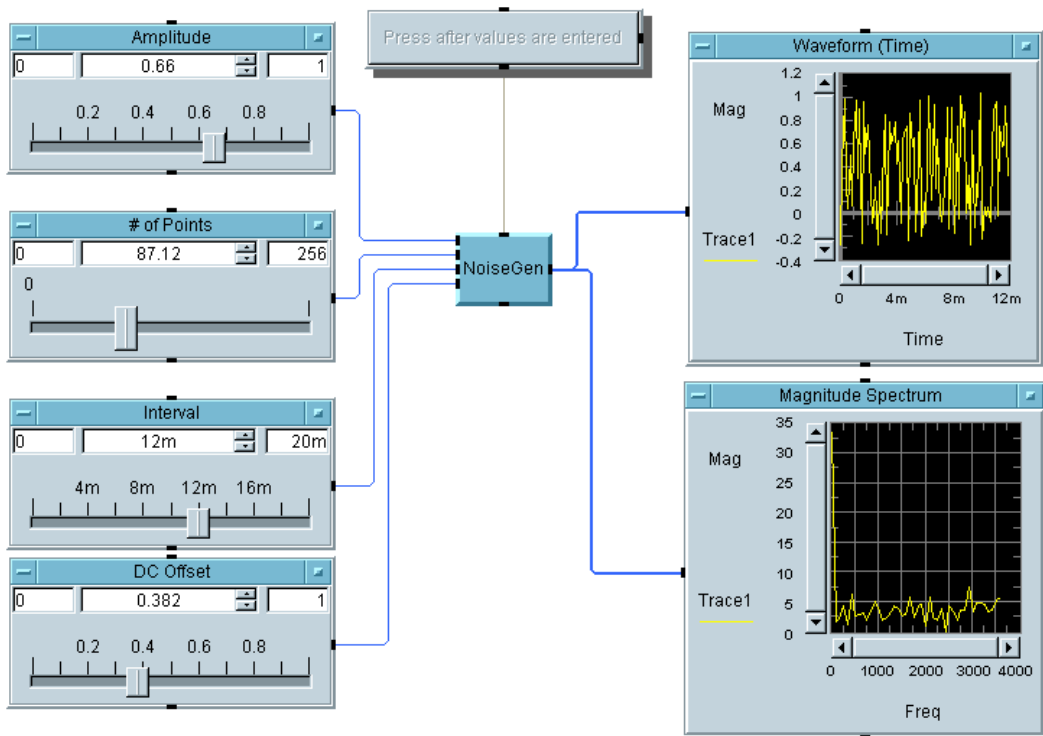 Amplitude
0 0.66 1
0.2 0.4 0.6 0.8
# of Points
0 87.12 256
0
Interval
0 12m 20m
4m 8m 12m 16m
DC Offset
0 0.382 1
0.2 0.4 0.6 0.8
Press after values are entered
NoiseGen
Waveform (Time)
Mag
Trace1
1.2
1
0.8
0.6
0.4
0.2
0
-0.2
-0.4
0 4m 8m 12m
Time
Magnitude Spectrum
Mag
Trace1
35
30
25
20
15
10
5
0
0 1000 2000 3000 4000
Freq